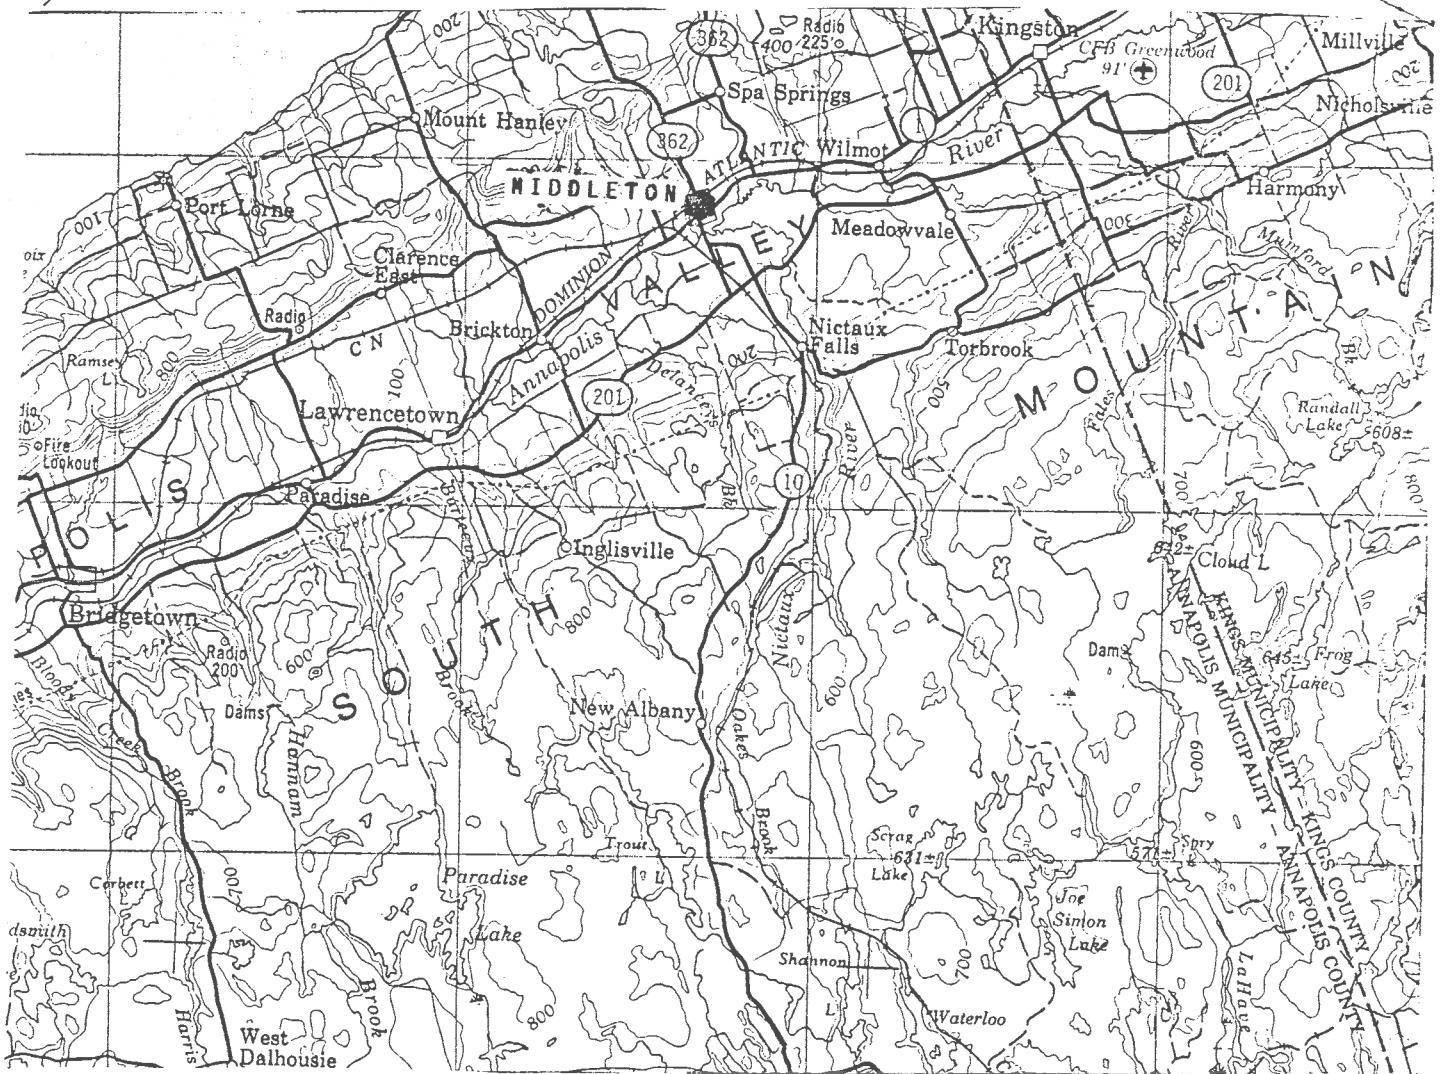 200
362
400
Radio
225'
Kingston
CFB Greenwood
91'
Millville
200
201
Nicholsville
Spa Springs
Mount Hanley
362
ATLANTIC
Wilmot
1
River
MIDDLETON
Harmony
Port Lorne
100
Meadowvale
300
River
Mumford
Clarence
East
VALLEY
DOMINION
Radio
Brickton
CN
Annapolis
Nictaux
Falls
Torbrook
MOUNTAIN
Bk
Ramsey
L
800
100
200
Delanceys
500
Fales
201
Lawrencetown
Randall
Lake
608±
Fire
Lookout
River
10
Bk
700
800
POLIS
Paradise
Inglisville
Cloud L
Bridgetown
SOUTH
800
Nictaux
KINGS MUNICIPALITY - KINGS COUNTY
ANNAPOLIS MUNICIPALITY - ANNAPOLIS COUNTY
Radio
200'
600
Dam
645±
Frog
Lake
Bloody
Creek
Brook
600
Dams
Hannam
New Albany
Oakes
Brook
600
Brook
Trout
L
Scrag
631±
Lake
571±
Spry
L
Corbett
700
Paradise
Lake
Joe
Simon
Lake
dsmith
Shannon
L
700
LaHave
Harris
Brook
800
Waterloo
West
Dalhousie